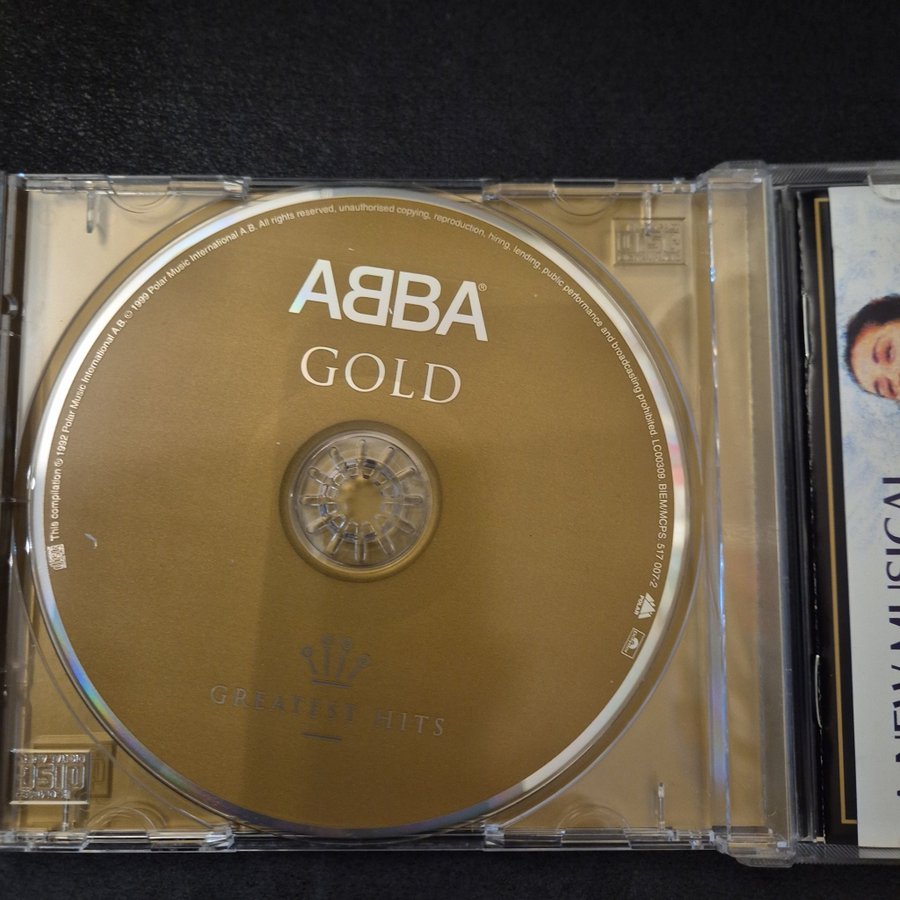 This compilation ℗ 1992 Polar Music International A.B. © 1999 Polar Music International A.B. All rights reserved, unauthorised copying, reproduction, hiring, lending, public performance and broadcasting prohibited. LC00309. BIEM/MCPS. 517 007-2
POLAR
ABBA®
GOLD
GREATEST HITS
NEW MUSICAL